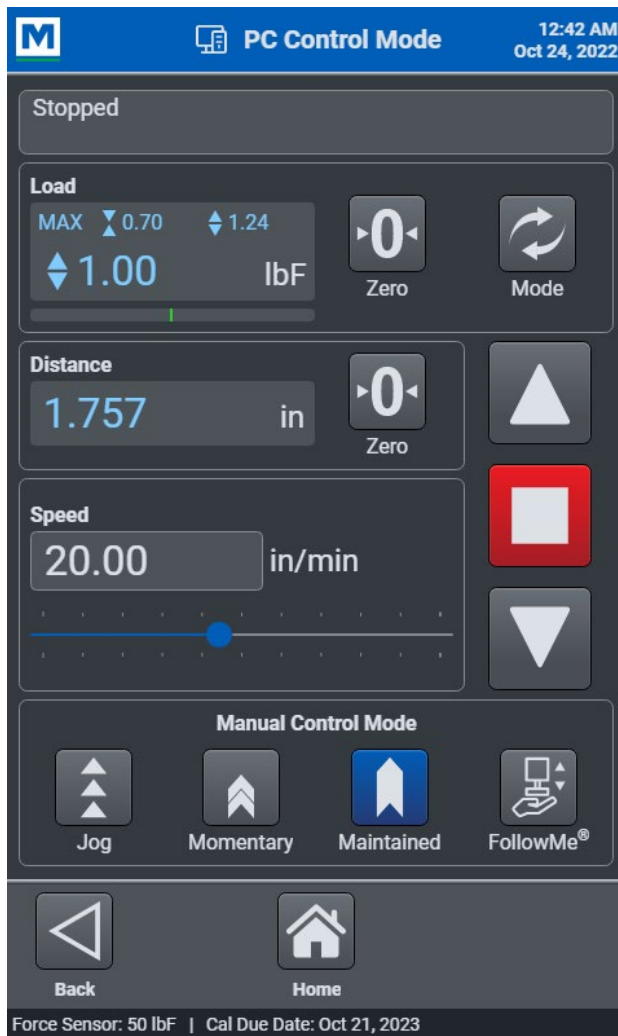 M
PC Control Mode
12:42 AM
Oct 24, 2022
Stopped
Load
MAX 0.70 1.24
1.00 lbF
0
Zero
Mode
Distance
1.757 in
0
Zero
Speed
20.00 in/min
Manual Control Mode
Jog Momentary Maintained FollowMe®
Back Home
Force Sensor: 50 lbF | Cal Due Date: Oct 21, 2023